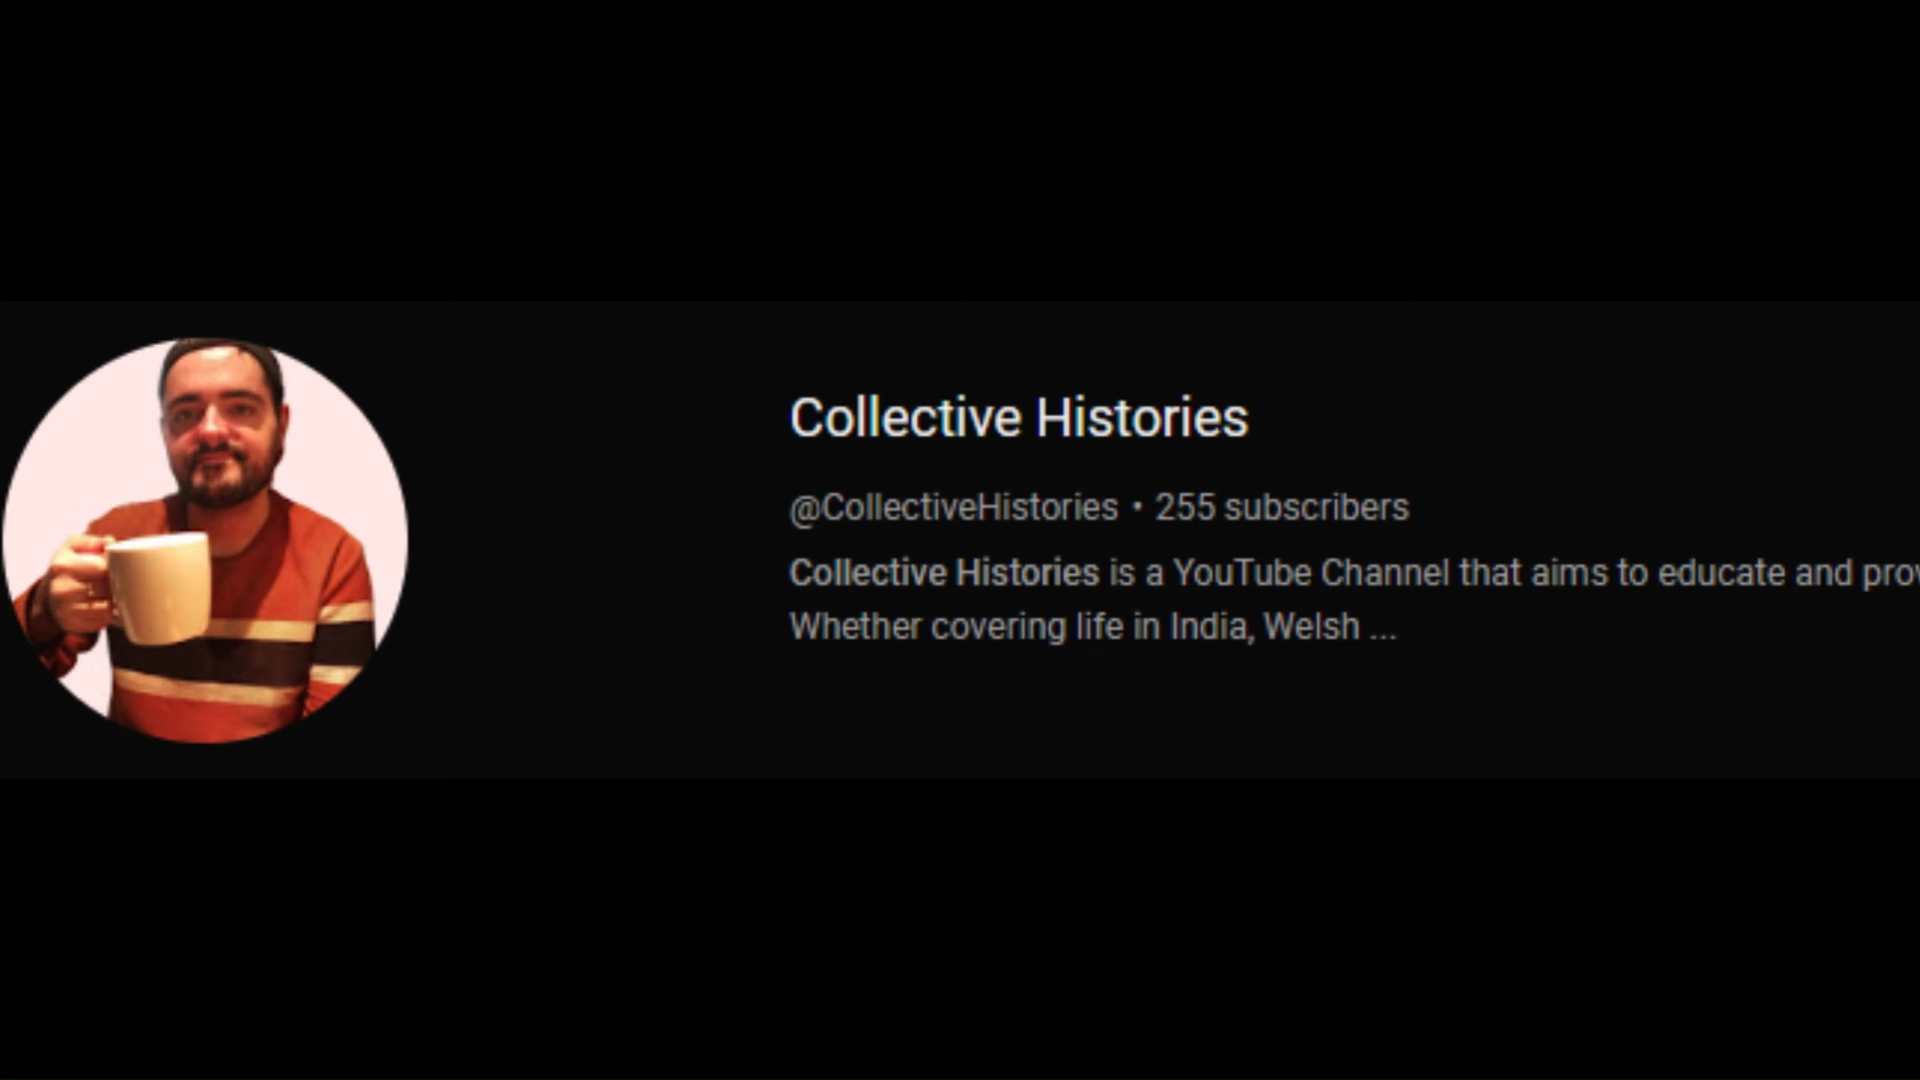 Collective Histories
@CollectiveHistories • 255 subscribers
Collective Histories is a YouTube Channel that aims to educate and
Whether covering life in India, Welsh ...